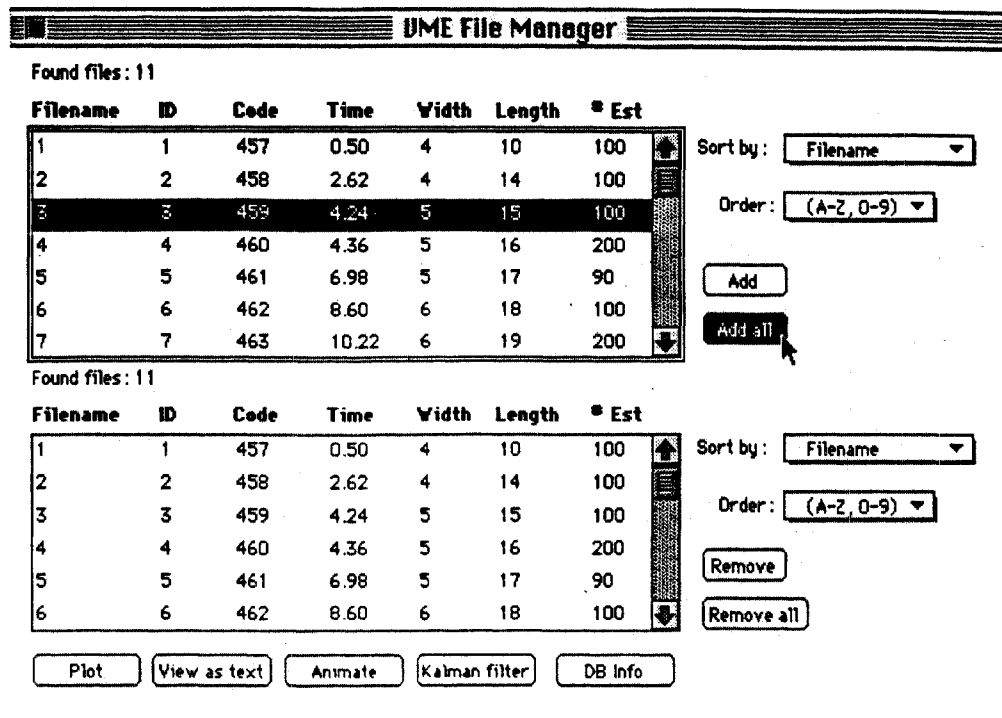 VME File Manager
Found files: 11
Filename ID Code Time Width Length # Est
1 1 457 0.50 4 10 100
Sort by: Filename
2 2 458 2.62 4 14 100
3 3 459 4.24 5 15 100
Order: (A-Z, 0-9)
4 4 460 4.36 5 16 200
5 5 461 6.98 5 17 90
Add
6 6 462 8.60 6 18 100
Add all
7 7 463 10.22 6 19 200
Found files: 11
Filename ID Code Time Width Length # Est
1 1 457 0.50 4 10 100
Sort by: Filename
2 2 458 2.62 4 14 100
3 3 459 4.24 5 15 100
Order: (A-Z, 0-9)
4 4 460 4.36 5 16 200
Remove
5 5 461 6.98 5 17 90
6 6 462 8.60 6 18 100
Remove all
Plot View as text Animate Kalman filter DB Info